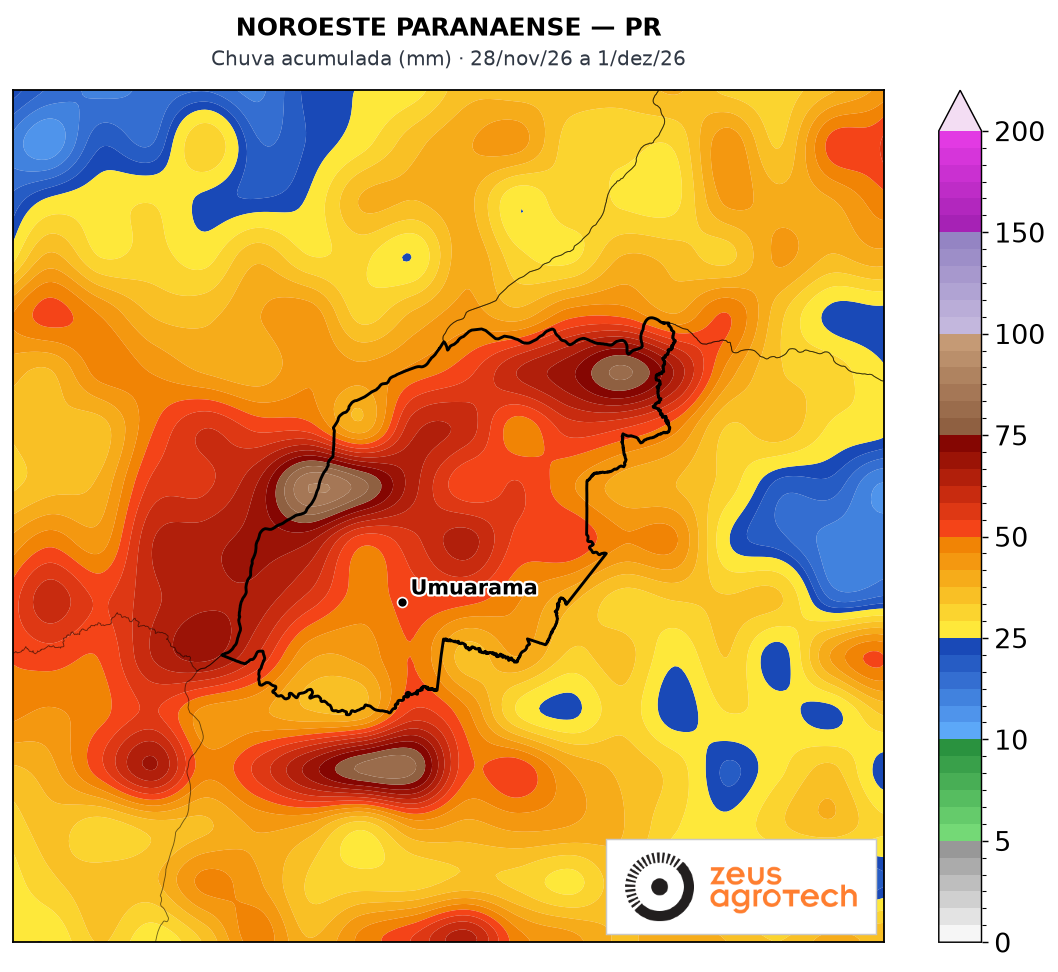 NOROESTE PARANAENSE — PR
Chuva acumulada (mm) · 28/nov/26 a 1/dez/26
200
150
100
75
50
25
10
5
0
Umuarama
zeus
agrotech